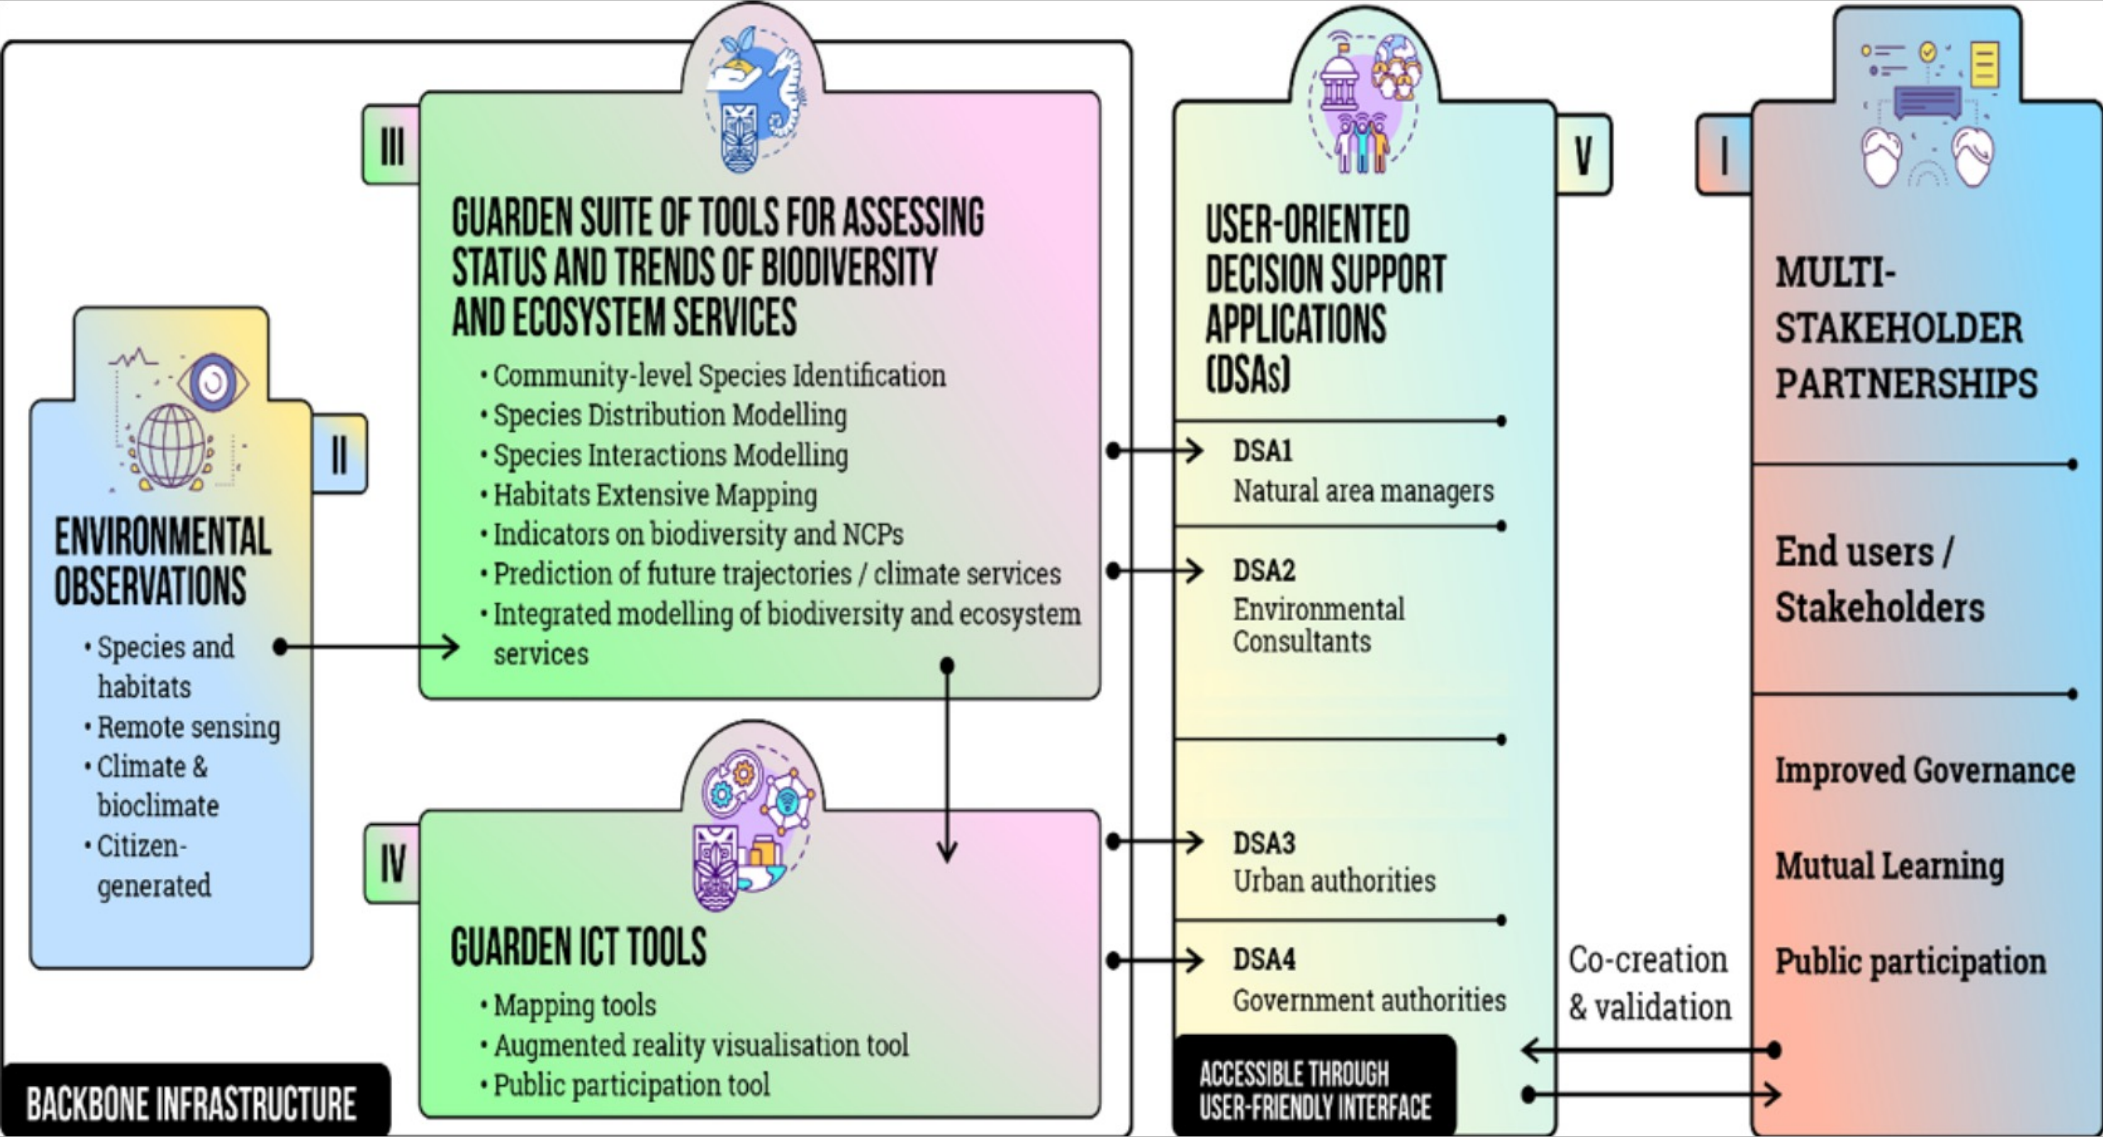 II
ENVIRONMENTAL
OBSERVATIONS
• Species and
habitats
• Remote sensing
• Climate &
bioclimate
• Citizen-
generated
BACKBONE INFRASTRUCTURE
III
GUARDEN SUITE OF TOOLS FOR ASSESSING
STATUS AND TRENDS OF BIODIVERSITY
AND ECOSYSTEM SERVICES
• Community-level Species Identification
• Species Distribution Modelling
• Species Interactions Modelling
• Habitats Extensive Mapping
• Indicators on biodiversity and NCPs
• Prediction of future trajectories / climate services
• Integrated modelling of biodiversity and ecosystem
services
IV
GUARDEN ICT TOOLS
• Mapping tools
• Augmented reality visualisation tool
• Public participation tool
V
USER-ORIENTED
DECISION SUPPORT
APPLICATIONS
(DSAs)
DSA1
Natural area managers
DSA2
Environmental
Consultants
DSA3
Urban authorities
DSA4
Government authorities
ACCESSIBLE THROUGH
USER-FRIENDLY INTERFACE
Co-creation
& validation
I
MULTI-
STAKEHOLDER
PARTNERSHIPS
End users /
Stakeholders
Improved Governance
Mutual Learning
Public participation